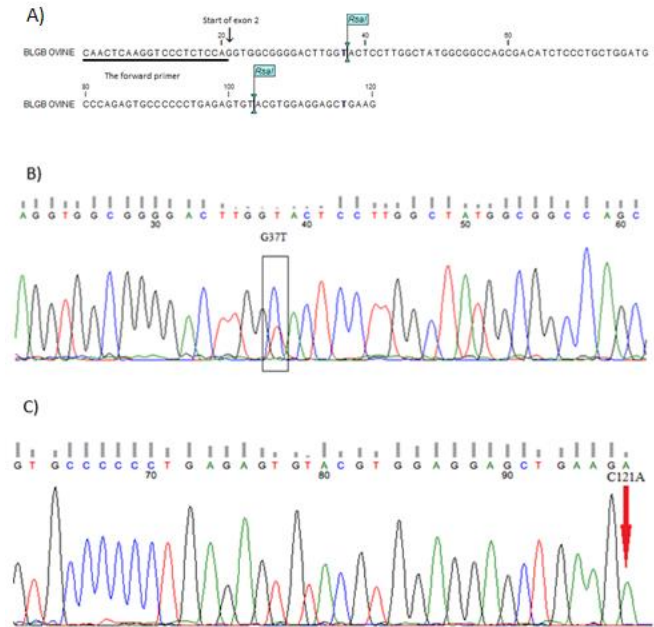 A)
Start of exon 2
20
RsaI
40
60
BLGB OVINE CAACTCAAGGTCCCTCTCCAGGTGGCGGGGACTTGGTACTCCTTGGCTATGGCGGCCAGCGACATCTCCCTGCTGGATG
The forward primer
RsaI
80 100 120
BLGB OVINE CCCAGAGTGCCCCCCTGAGAGTGTACGTGGAGGAGCTGAAG
B)
A G G T G G C G G G G A C T T G G T A C T C C T T G G C T A T G G C G G C C A G C
30 40 50 60
G37T
C)
G T G C C C C C C T G A G A G T G T A C G T G G A G G A G C T G A A G A
70 80 90
C121A